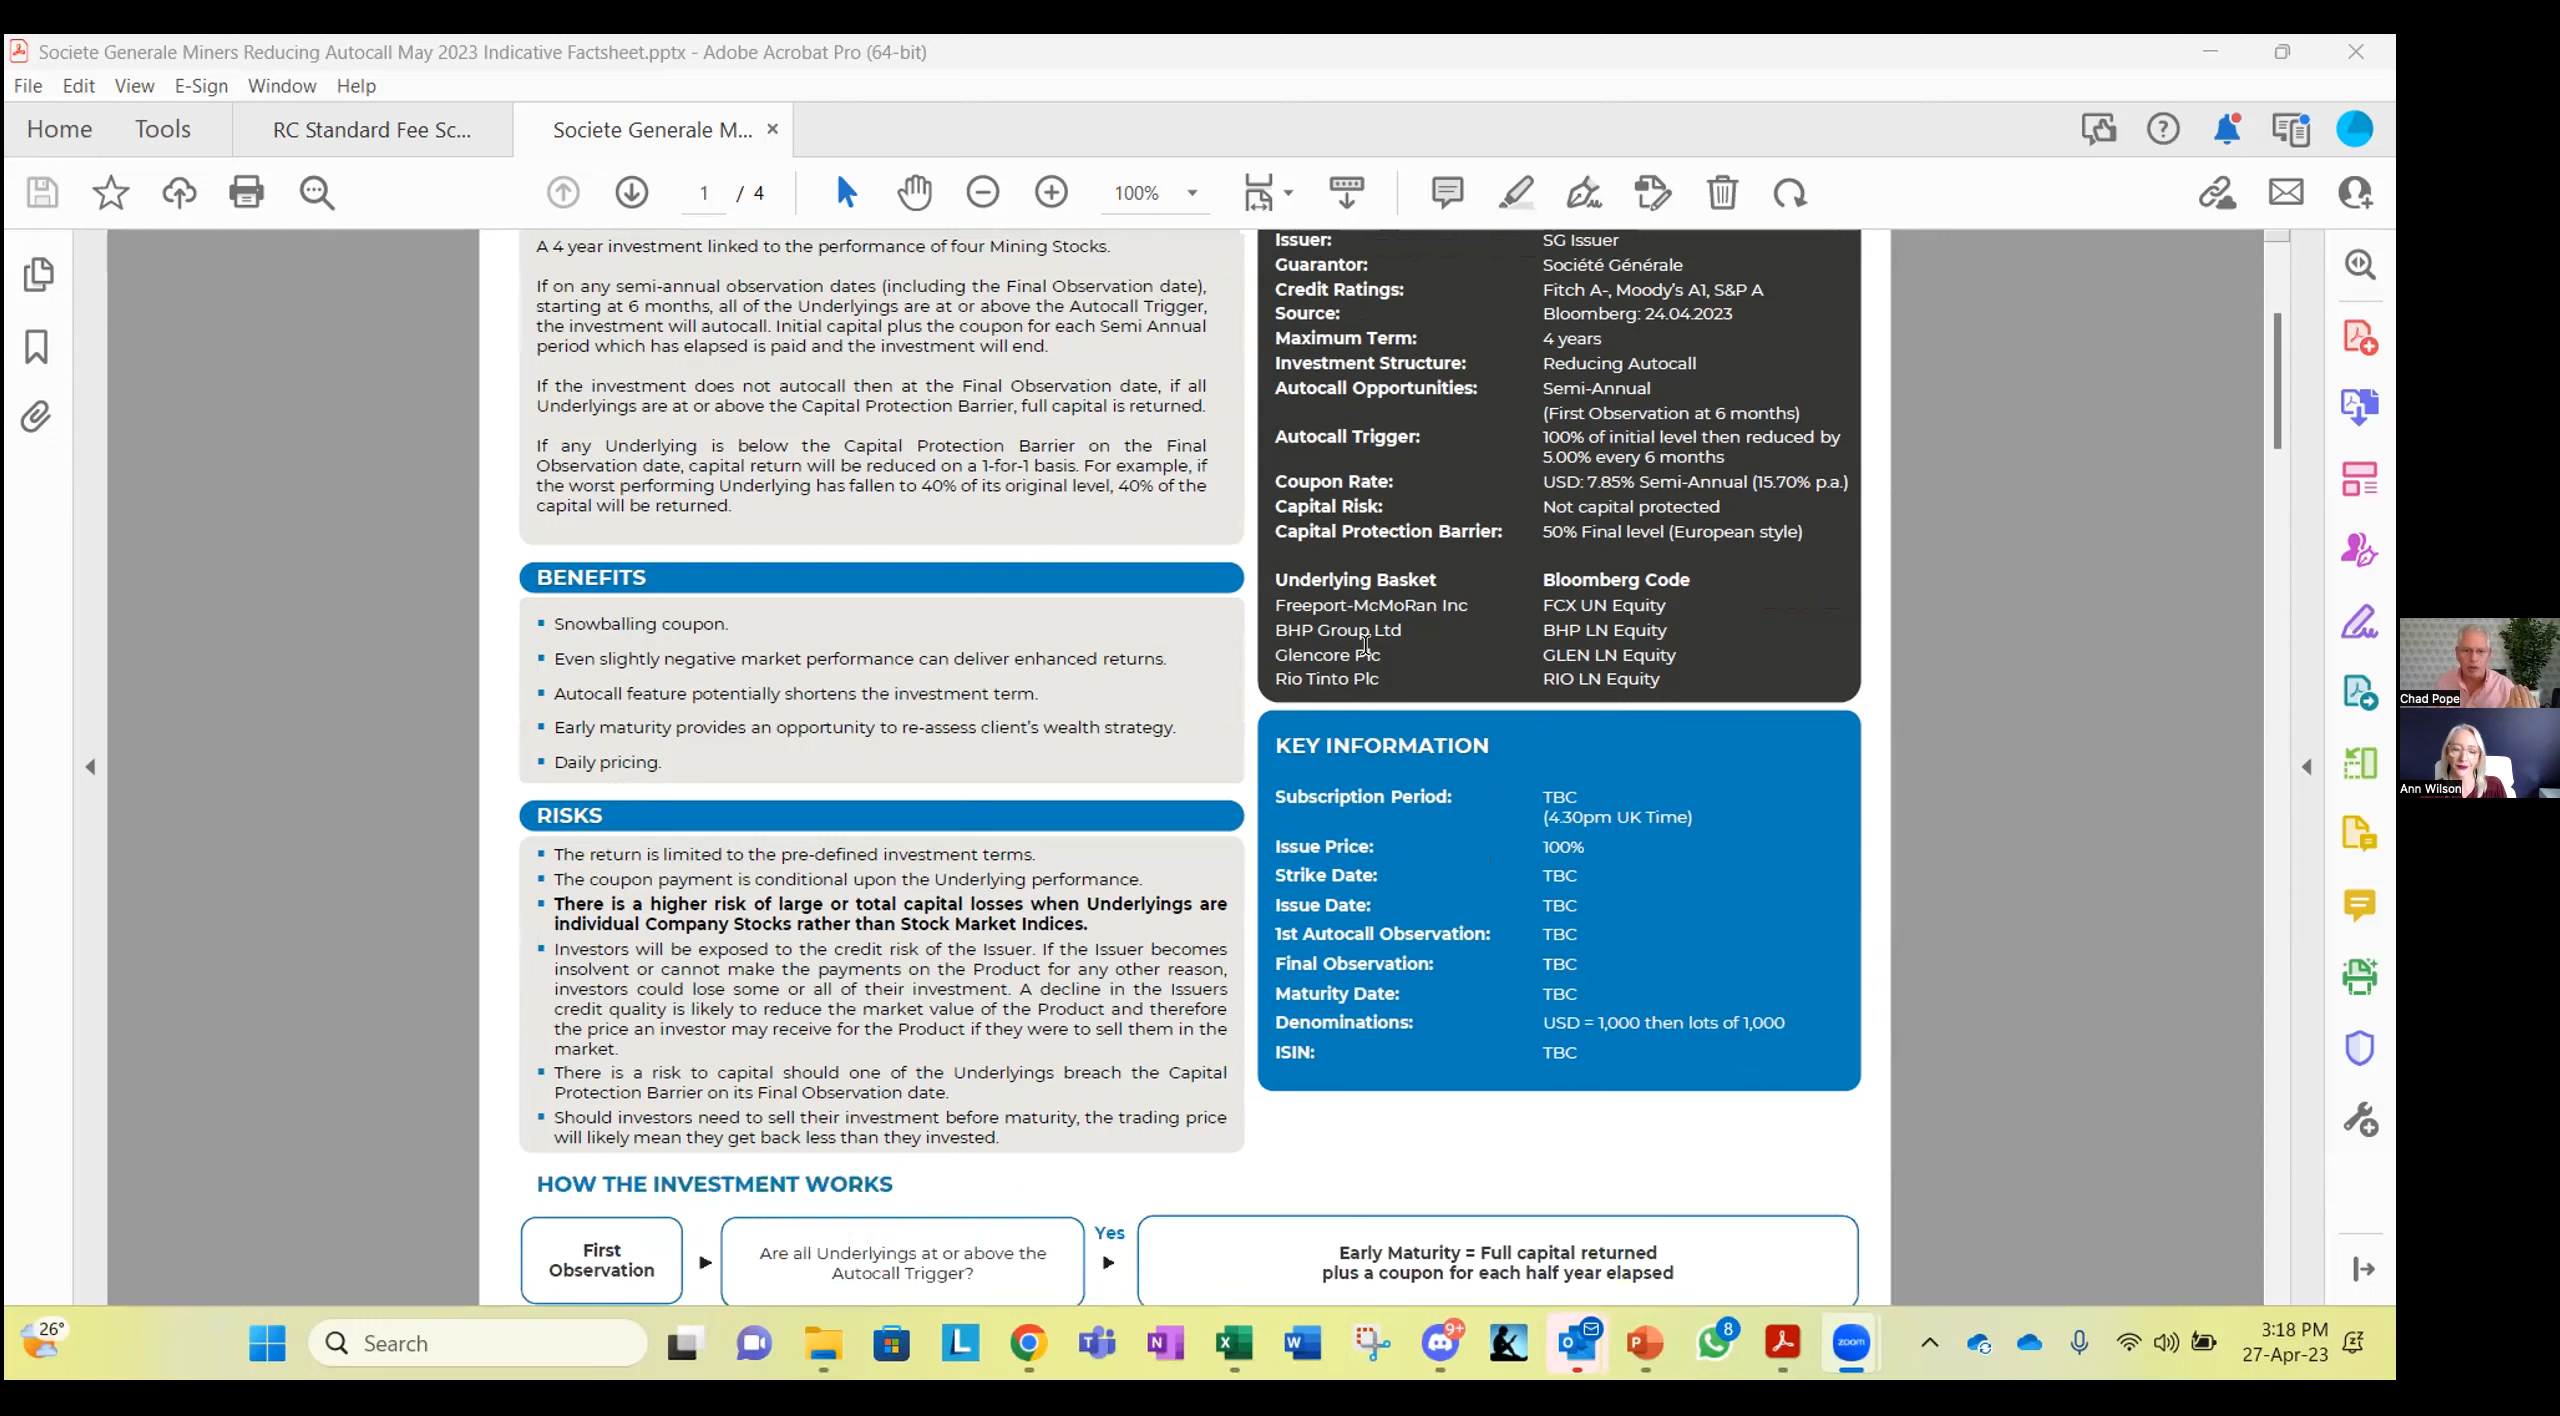 Societe Generale Miners Reducing Autocall May 2023 Indicative Factsheet.pptx - Adobe Acrobat Pro (64-bit)
File Edit View E-Sign Window Help
Home Tools RC Standard Fee Sc... Societe Generale M... ×
1 / 4 100%
A 4 year investment linked to the performance of four Mining Stocks.
If on any semi-annual observation dates (including the Final Observation date),
starting at 6 months, all of the Underlyings are at or above the Autocall Trigger,
the investment will autocall. Initial capital plus the coupon for each Semi Annual
period which has elapsed is paid and the investment will end.
If the investment does not autocall then at the Final Observation date, if all
Underlyings are at or above the Capital Protection Barrier, full capital is returned.
If any Underlying is below the Capital Protection Barrier on the Final
Observation date, capital return will be reduced on a 1-for-1 basis. For example, if
the worst performing Underlying has fallen to 40% of its original level, 40% of the
capital will be returned.
BENEFITS
▪ Snowballing coupon.
▪ Even slightly negative market performance can deliver enhanced returns.
▪ Autocall feature potentially shortens the investment term.
▪ Early maturity provides an opportunity to re-assess client's wealth strategy.
▪ Daily pricing.
RISKS
▪ The return is limited to the pre-defined investment terms.
▪ The coupon payment is conditional upon the Underlying performance.
▪ There is a higher risk of large or total capital losses when Underlyings are
individual Company Stocks rather than Stock Market Indices.
▪ Investors will be exposed to the credit risk of the Issuer. If the Issuer becomes
insolvent or cannot make the payments on the Product for any other reason,
investors could lose some or all of their investment. A decline in the Issuers
credit quality is likely to reduce the market value of the Product and therefore
the price an investor may receive for the Product if they were to sell them in the
market.
▪ There is a risk to capital should one of the Underlyings breach the Capital
Protection Barrier on its Final Observation date.
▪ Should investors need to sell their investment before maturity, the trading price
will likely mean they get back less than they invested.
Issuer: SG Issuer
Guarantor: Société Générale
Credit Ratings: Fitch A-, Moody's A1, S&P A
Source: Bloomberg: 24.04.2023
Maximum Term: 4 years
Investment Structure: Reducing Autocall
Autocall Opportunities: Semi-Annual
(First Observation at 6 months)
Autocall Trigger: 100% of initial level then reduced by
5.00% every 6 months
Coupon Rate: USD: 7.85% Semi-Annual (15.70% p.a.)
Capital Risk: Not capital protected
Capital Protection Barrier: 50% Final level (European style)
Underlying Basket Bloomberg Code
Freeport-McMoRan Inc FCX UN Equity
BHP Group Ltd BHP LN Equity
Glencore Plc GLEN LN Equity
Rio Tinto Plc RIO LN Equity
KEY INFORMATION
Subscription Period: TBC
(4.30pm UK Time)
Issue Price: 100%
Strike Date: TBC
Issue Date: TBC
1st Autocall Observation: TBC
Final Observation: TBC
Maturity Date: TBC
Denominations: USD = 1,000 then lots of 1,000
ISIN: TBC
HOW THE INVESTMENT WORKS
First
Observation
Are all Underlyings at or above the
Autocall Trigger?
Yes
Early Maturity = Full capital returned
plus a coupon for each half year elapsed
Chad Pope
Ann Wilson
26°
Search
9+
8
zoom
3:18 PM
27-Apr-23